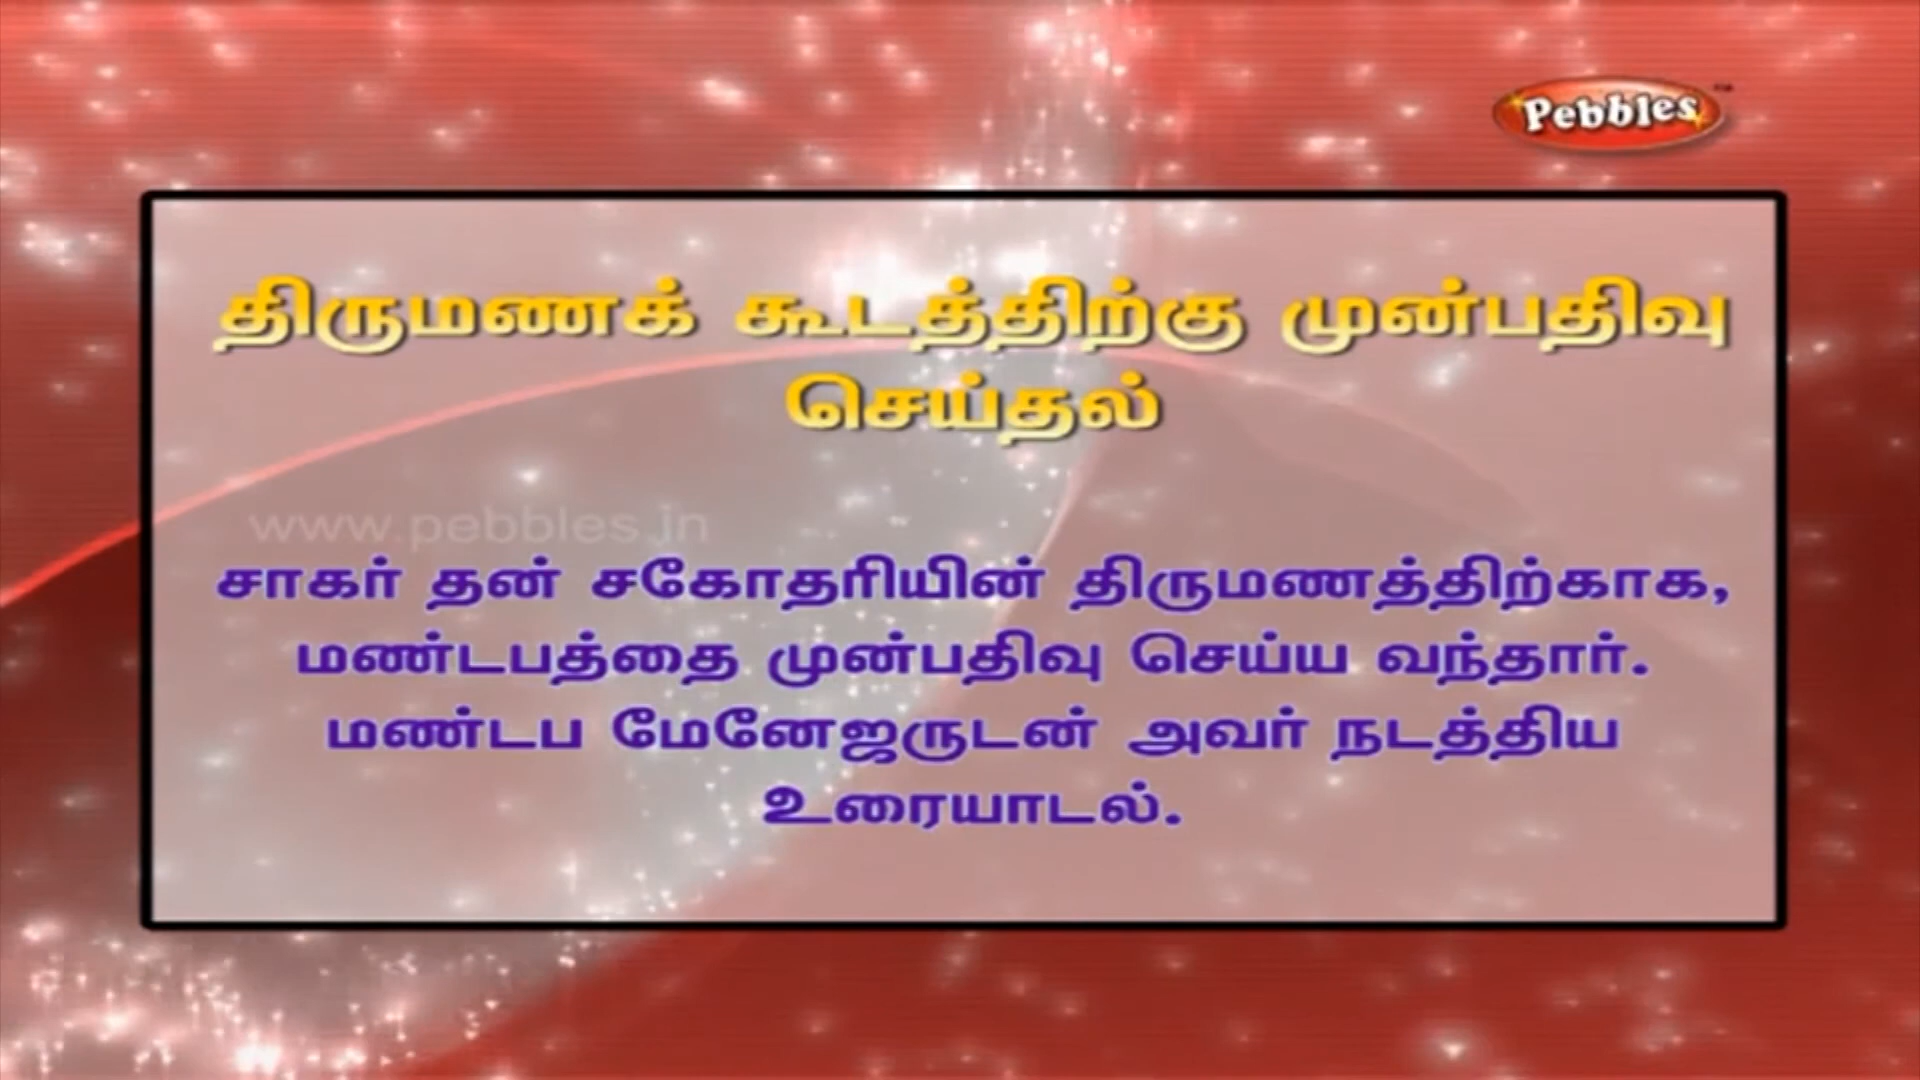 Pebbles™
திருமணக் கூடத்திற்கு முன்பதிவு
செய்தல்
www.pebbles.in
சாகர் தன் சகோதரியின் திருமணத்திற்காக,
மண்டபத்தை முன்பதிவு செய்ய வந்தார்.
மண்டப மேனேஜருடன் அவர் நடத்திய
உரையாடல்.